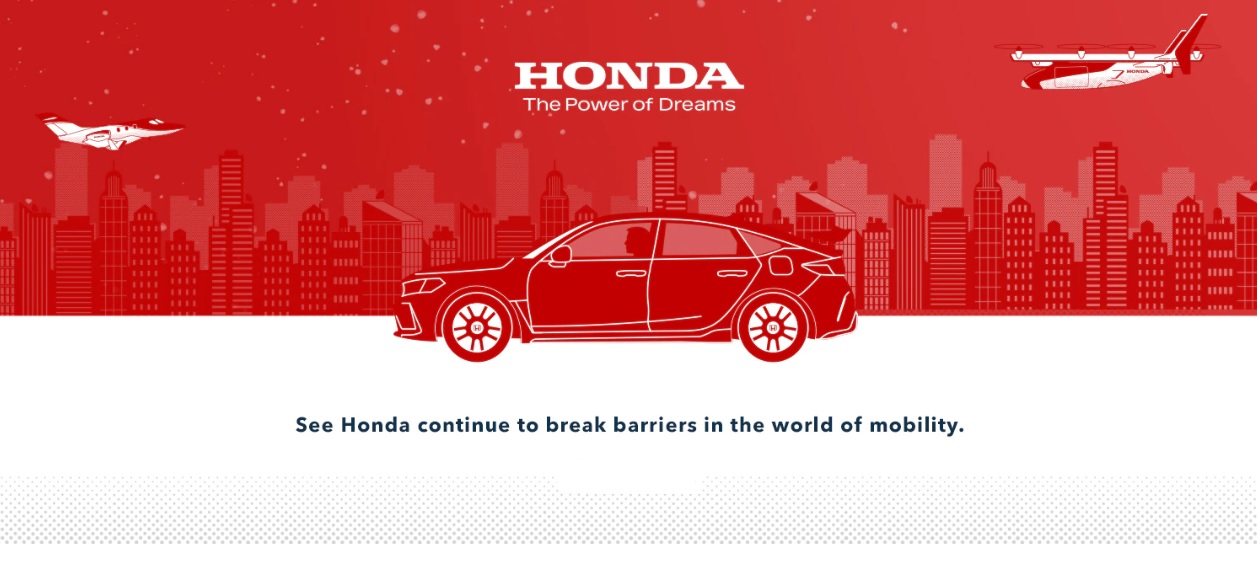 HONDA
The Power of Dreams
HONDA
See Honda continue to break barriers in the world of mobility.